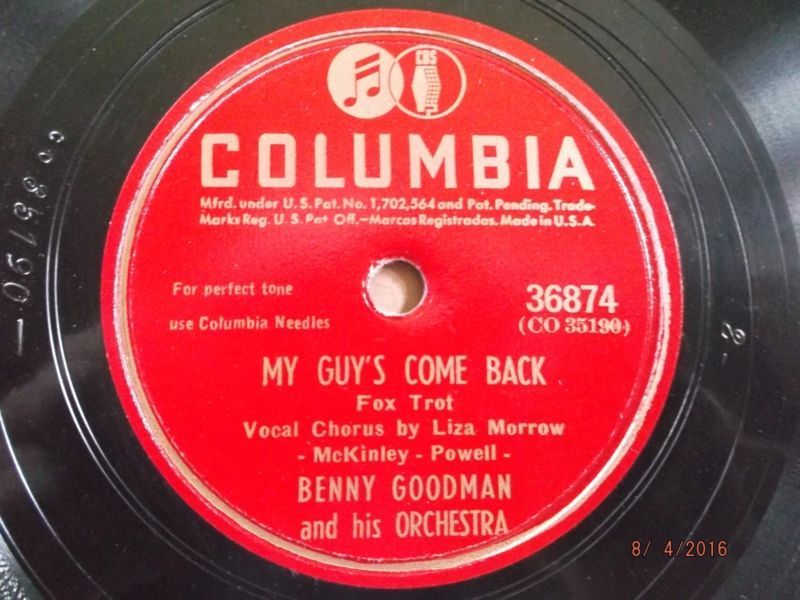 CBS
COLUMBIA
Mfrd. under U.S. Pat. No. 1,702,564 and Pat. Pending. Trade-
Marks Reg. U.S. Pat Off.—Marcas Registradas. Made in U.S.A.
For perfect tone
use Columbia Needles
36874
(CO 35190)
MY GUY'S COME BACK
Fox Trot
Vocal Chorus by Liza Morrow
- McKinley - Powell -
BENNY GOODMAN
and his ORCHESTRA
CO 35190 —
8/ 4/2016